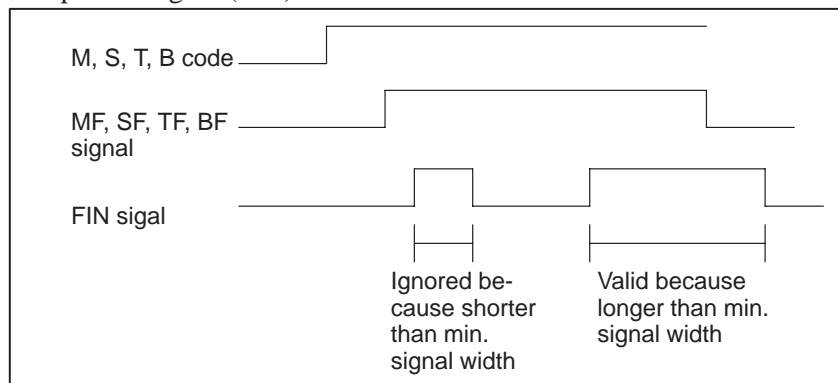 M, S, T, B code
MF, SF, TF, BF
signal
FIN sigal
Ignored be-
cause shorter
than min.
signal width
Valid because
longer than min.
signal width